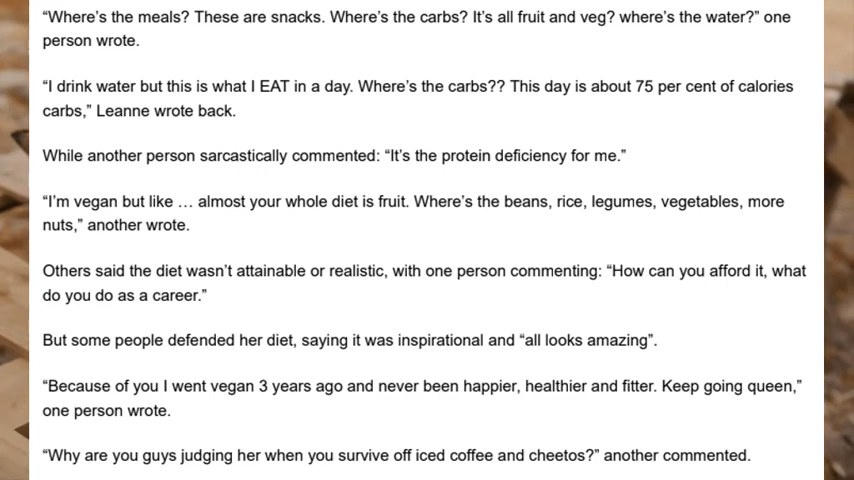 “Where’s the meals? These are snacks. Where’s the carbs? It’s all fruit and veg? where’s the water?” one
person wrote.
“I drink water but this is what I EAT in a day. Where’s the carbs?? This day is about 75 per cent of calories
carbs,” Leanne wrote back.
While another person sarcastically commented: “It’s the protein deficiency for me.”
“I’m vegan but like … almost your whole diet is fruit. Where’s the beans, rice, legumes, vegetables, more
nuts,” another wrote.
Others said the diet wasn’t attainable or realistic, with one person commenting: “How can you afford it, what
do you do as a career.”
But some people defended her diet, saying it was inspirational and “all looks amazing”.
“Because of you I went vegan 3 years ago and never been happier, healthier and fitter. Keep going queen,”
one person wrote.
“Why are you guys judging her when you survive off iced coffee and cheetos?” another commented.